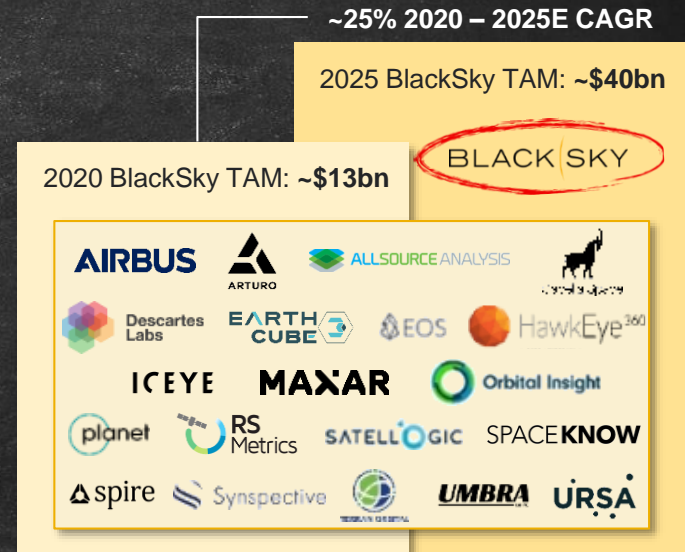 ~25% 2020 – 2025E CAGR
2025 BlackSky TAM: ~$40bn
BLACK SKY
2020 BlackSky TAM: ~$13bn
AIRBUS
ARTURO
ALLSOURCE ANALYSIS
Descartes
Labs
EARTH
CUBE
EOS
HawkEye 360
ICEYE
MAXAR
Orbital Insight
planet
RS
Metrics
SATELLOGIC
SPACEKNOW
spire
Synspective
TERRAN ORBITAL
UMBRA
URSA